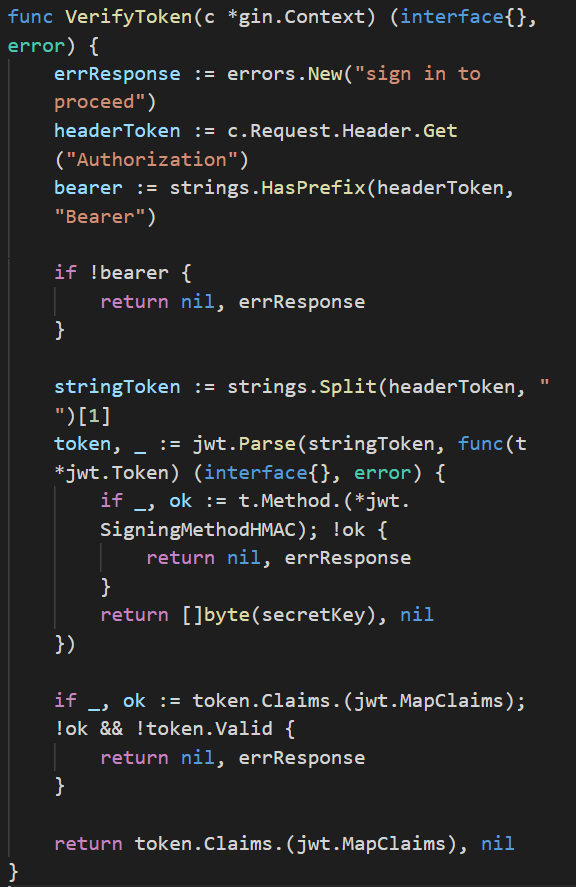 func VerifyToken(c *gin.Context) (interface{},
error) {
errResponse := errors.New("sign in to
proceed")
headerToken := c.Request.Header.Get
("Authorization")
bearer := strings.HasPrefix(headerToken,
"Bearer")
if !bearer {
return nil, errResponse
}
stringToken := strings.Split(headerToken, "
")[1]
token, _ := jwt.Parse(stringToken, func(t
*jwt.Token) (interface{}, error) {
if _, ok := t.Method.(*jwt.
SigningMethodHMAC); !ok {
return nil, errResponse
}
return []byte(secretKey), nil
})
if _, ok := token.Claims.(jwt.MapClaims);
!ok && !token.Valid {
return nil, errResponse
}
return token.Claims.(jwt.MapClaims), nil
}